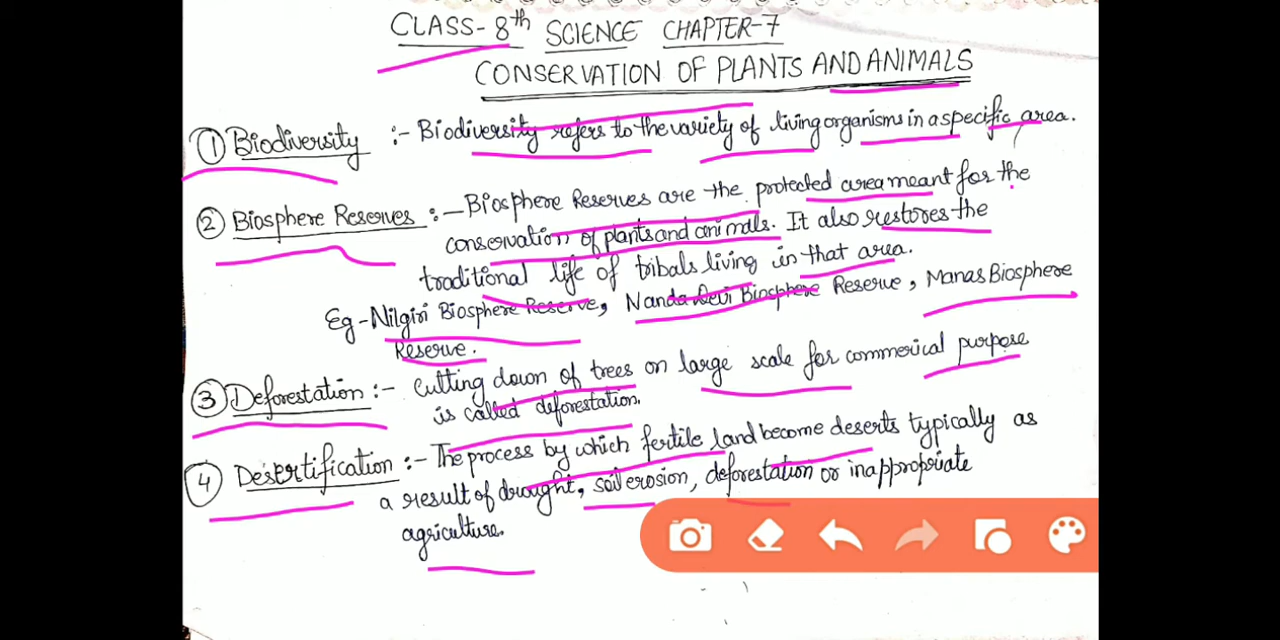 CLASS-8th SCIENCE CHAPTER-7
CONSERVATION OF PLANTS AND ANIMALS
① Biodiversity :- Biodiversity refers to the variety of living organisms in a specific area.
② Biosphere Reserves :- Biosphere Reserves are the protected area meant for the
conservation of plants and animals. It also restores the
traditional life of tribals living in that area.
Eg-Nilgiri Biosphere Reserve, Nanda Devi Biosphere Reserve, Manas Biosphere
Reserve.
③ Deforestation :- Cutting down of trees on large scale for commerical purpose
is called deforestation.
④ Desertification :- The process by which fertile land become deserts typically as
a result of drought, soil erosion, deforestation or inappropriate
agriculture.